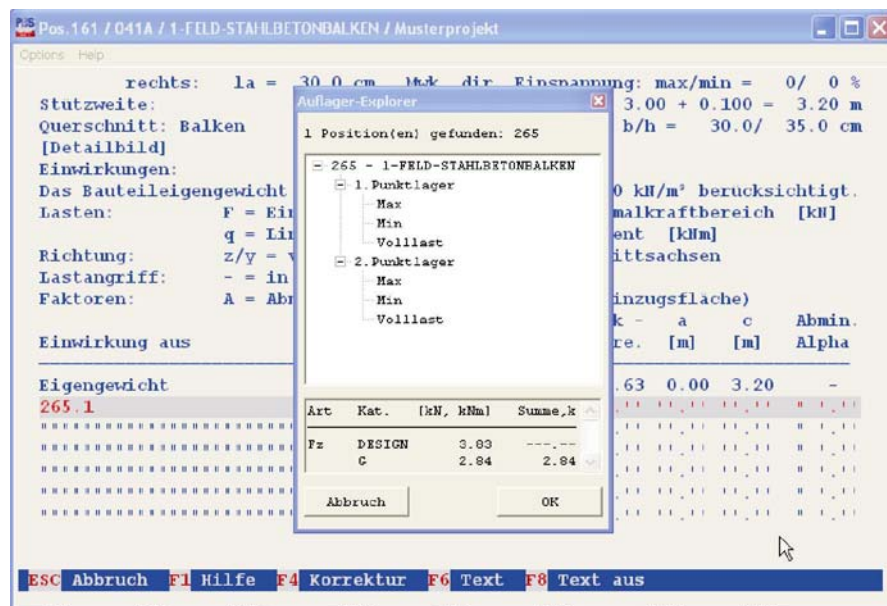 Pos.161 / 041A / 1-FELD-STAHLBETONBALKEN / Musterprojekt
Options Help
rechts: la = 30.0 cm Mwk dir Einspannung: max/min = 0/ 0 %
Stutzweite: 3.00 + 0.100 = 3.20 m
Querschnitt: Balken b/h = 30.0/ 35.0 cm
[Detailbild]
Einwirkungen:
Das Bauteileigengewicht 0 kN/m³ berucksichtigt.
Lasten: F = Ein malkraftbereich [kN]
q = Lin ent [kNm]
Richtung: z/y = ittsachsen
Lastangriff: - = in
Faktoren: A = Abm inzugsfläche)
k - a c Abmin.
Einwirkung aus re. [m] [m] Alpha
Eigengewicht .63 0.00 3.20 -
265.1
Auflager-Explorer
1 Position(en) gefunden: 265
265 - 1-FELD-STAHLBETONBALKEN
1.Punktlager
Max
Min
Volllast
2.Punktlager
Max
Min
Volllast
Art Kat. [kN, kNm] Summe,k
Fz DESIGN 3.83 ---.--
G 2.84 2.84
Abbruch OK
ESC Abbruch F1 Hilfe F4 Korrektur F6 Text F8 Text aus